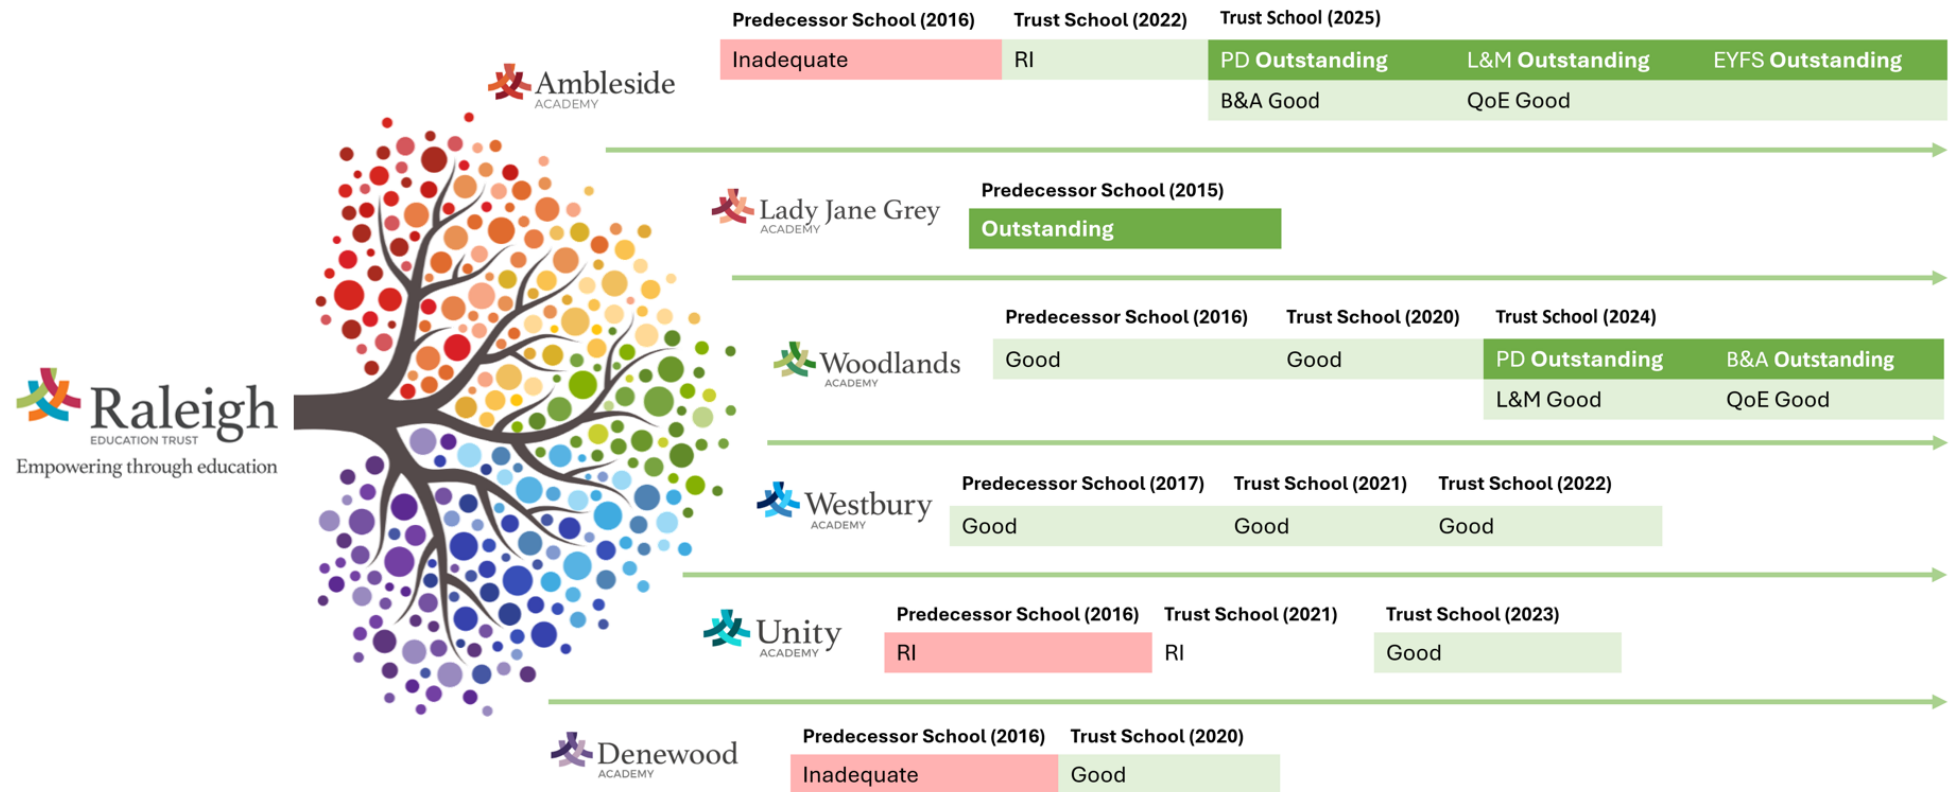 Predecessor School (2016) Trust School (2022) Trust School (2025)
Inadequate RI PD Outstanding L&M Outstanding EYFS Outstanding
Ambleside
ACADEMY
B&A Good QoE Good
Predecessor School (2015)
Lady Jane Grey
ACADEMY
Outstanding
Predecessor School (2016) Trust School (2020) Trust School (2024)
Woodlands
ACADEMY
Good Good PD Outstanding B&A Outstanding
L&M Good QoE Good
Raleigh
EDUCATION TRUST
Empowering through education
Predecessor School (2017) Trust School (2021) Trust School (2022)
Westbury
ACADEMY
Good Good Good
Predecessor School (2016) Trust School (2021) Trust School (2023)
Unity
ACADEMY
RI RI Good
Predecessor School (2016) Trust School (2020)
Denewood
ACADEMY
Inadequate Good